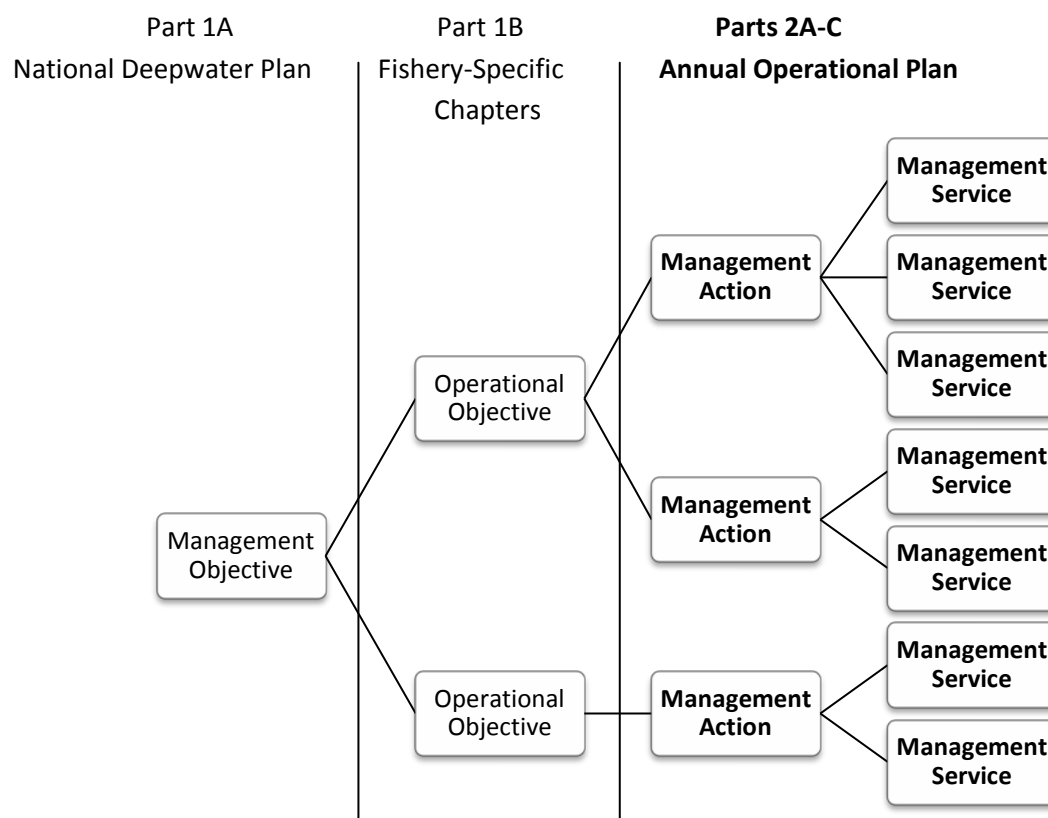 Part 1A
National Deepwater Plan
Part 1B
Fishery-Specific
Chapters
Parts 2A-C
Annual Operational Plan
Management
Objective
Operational
Objective
Operational
Objective
Management
Action
Management
Action
Management
Action
Management
Service
Management
Service
Management
Service
Management
Service
Management
Service
Management
Service
Management
Service